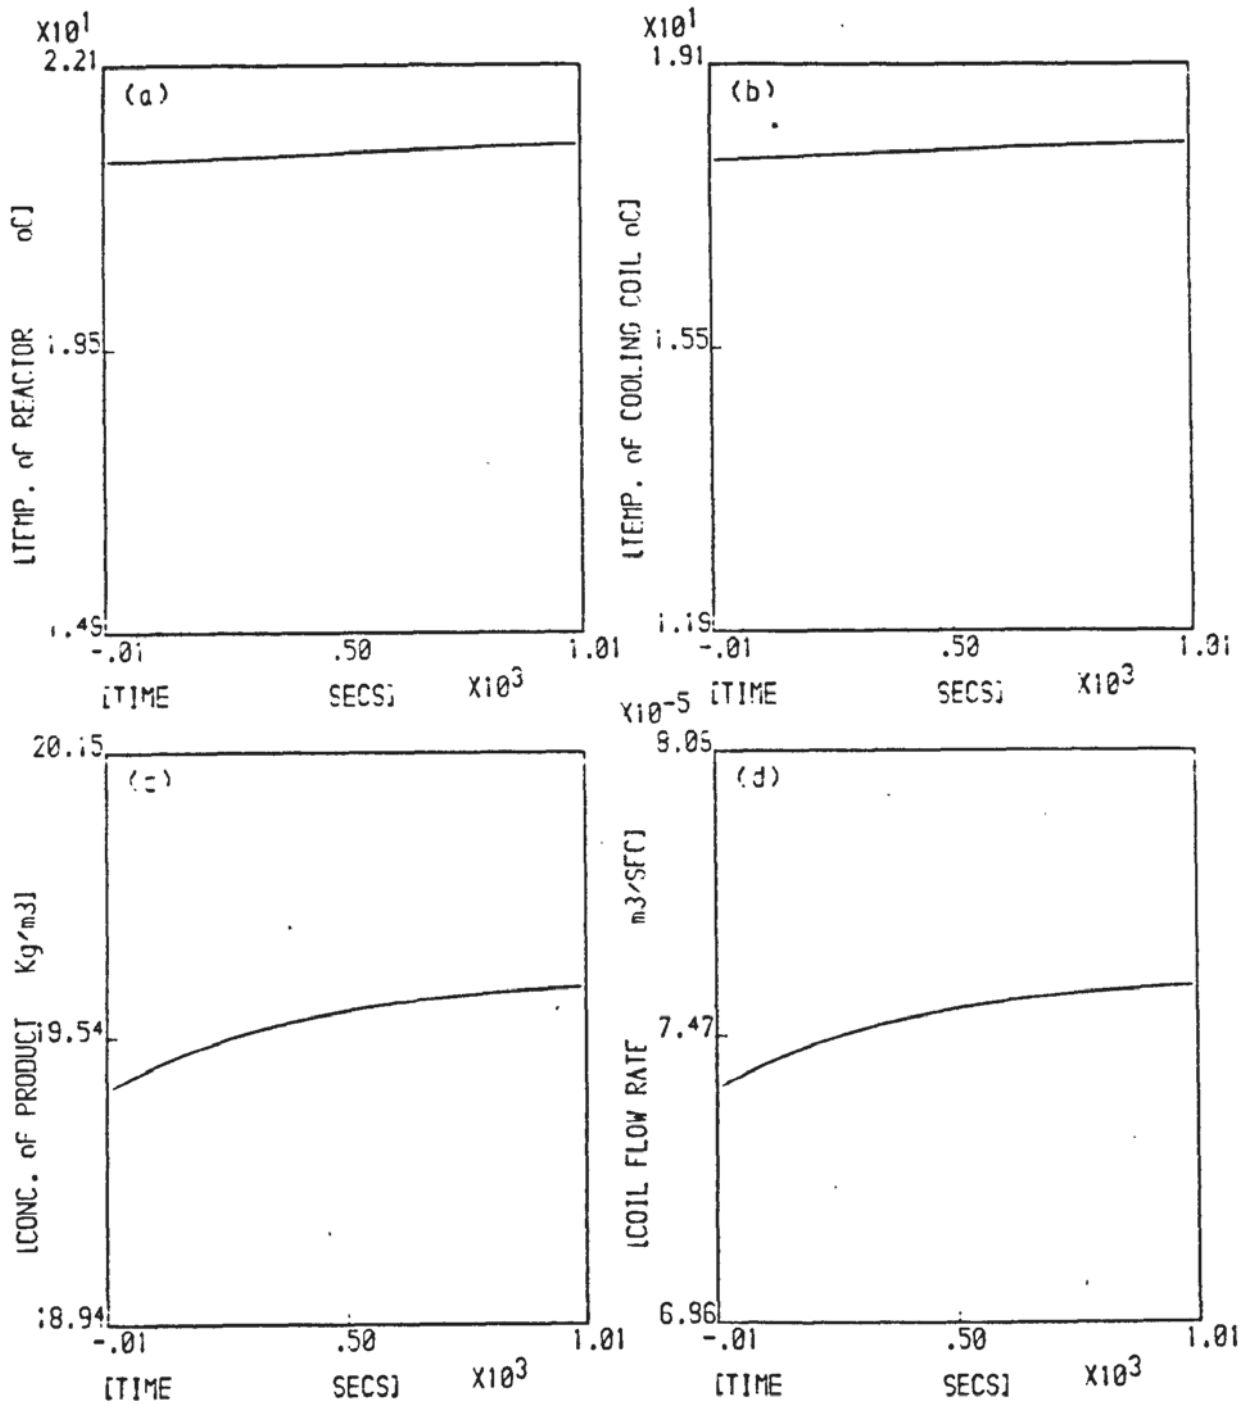 X10¹
2.21
(a)
[TEMP. of REACTOR oC]
1.85
1.49
-.01 .50 1.01
[TIME SECS] X10³
X10¹
1.91
(b)
[TEMP. of COOLING COIL oC]
1.55
1.19
-.01 .50 1.01
[TIME SECS] X10³
20.15
(c)
[CONC. of PRODUCT Kg/m3]
19.54
18.94
-.01 .50 1.01
[TIME SECS] X10³
X10⁻⁵
8.05
(d)
[COIL FLOW RATE m3/SEC]
7.47
6.96
-.01 .50 1.01
[TIME SECS] X10³